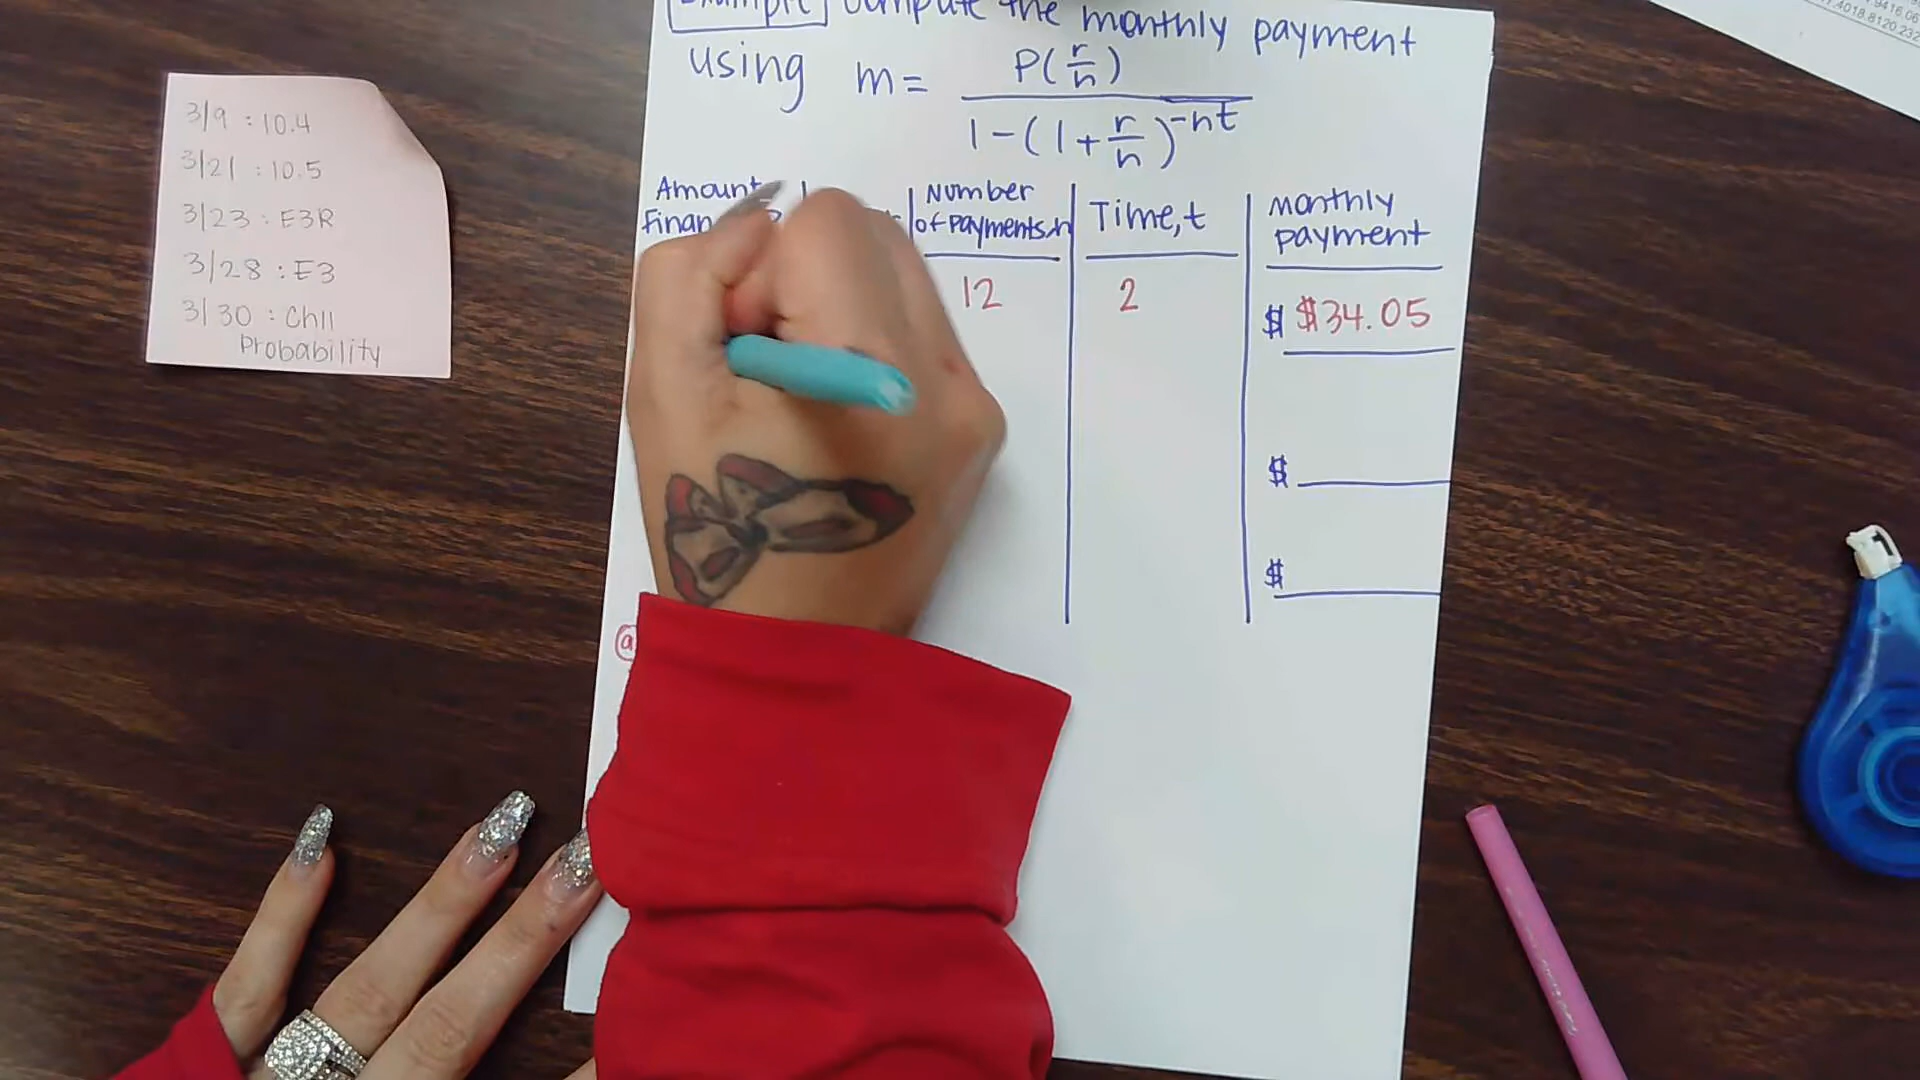 3/9 : 10.4
3/21 : 10.5
3/23 : E3R
3/28 : E3
3/30 : Ch11
Probability
Example Compute the monthly payment
using m = P(r/n)
1-(1+r/n)^-nt
Amount
Finan
Number
of payments, n
Time, t
monthly
payment
12
2
$ $34.05
$
$
a